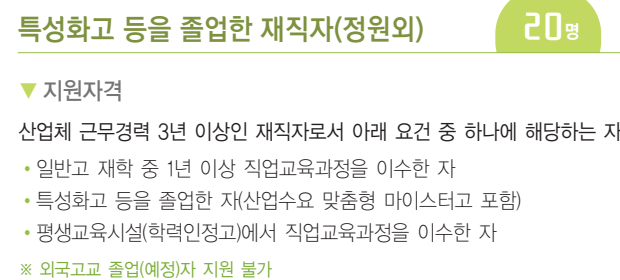 특성화고 등을 졸업한 재직자(정원외) 20명
▼ 지원자격
산업체 근무경력 3년 이상인 재직자로서 아래 요건 중 하나에 해당하는 자
• 일반고 재학 중 1년 이상 직업교육과정을 이수한 자
• 특성화고 등을 졸업한 자(산업수요 맞춤형 마이스터고 포함)
• 평생교육시설(학력인정고)에서 직업교육과정을 이수한 자
※ 외국고교 졸업(예정)자 지원 불가